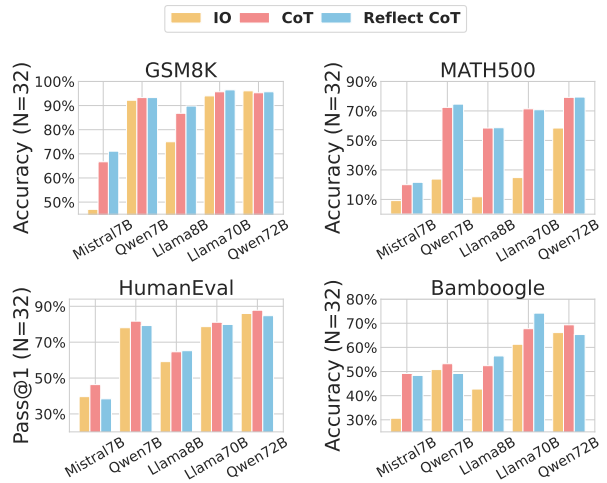 IO CoT Reflect CoT
GSM8K
Accuracy (N=32)
100%
90%
80%
70%
60%
50%
Mistral7B
Qwen7B
Llama8B
Llama70B
Qwen72B
MATH500
Accuracy (N=32)
90%
70%
50%
30%
10%
Mistral7B
Qwen7B
Llama8B
Llama70B
Qwen72B
HumanEval
Pass@1 (N=32)
90%
70%
50%
30%
Mistral7B
Qwen7B
Llama8B
Llama70B
Qwen72B
Bamboogle
Accuracy (N=32)
80%
70%
60%
50%
40%
30%
Mistral7B
Qwen7B
Llama8B
Llama70B
Qwen72B